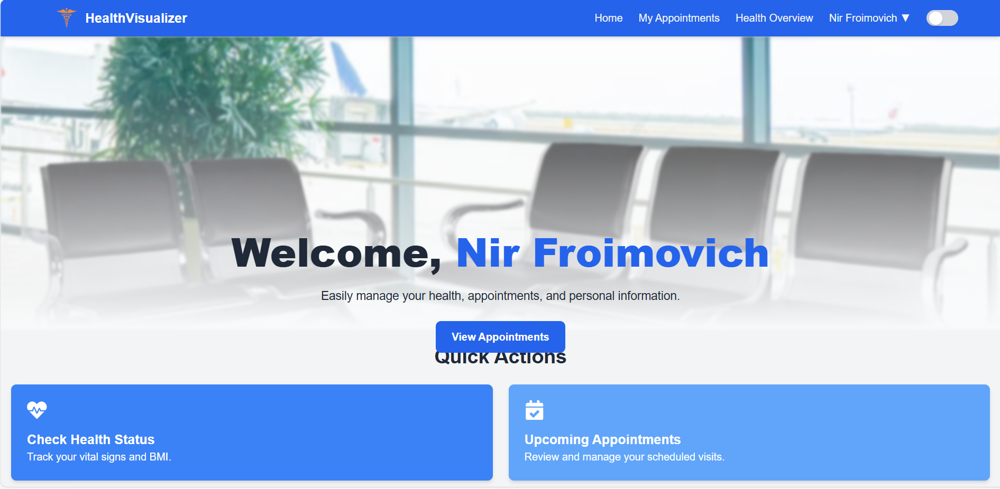 HealthVisualizer
Home
My Appointments
Health Overview
Nir Froimovich ▼
Welcome, Nir Froimovich
Easily manage your health, appointments, and personal information.
View Appointments
Quick Actions
Check Health Status
Track your vital signs and BMI.
Upcoming Appointments
Review and manage your scheduled visits.